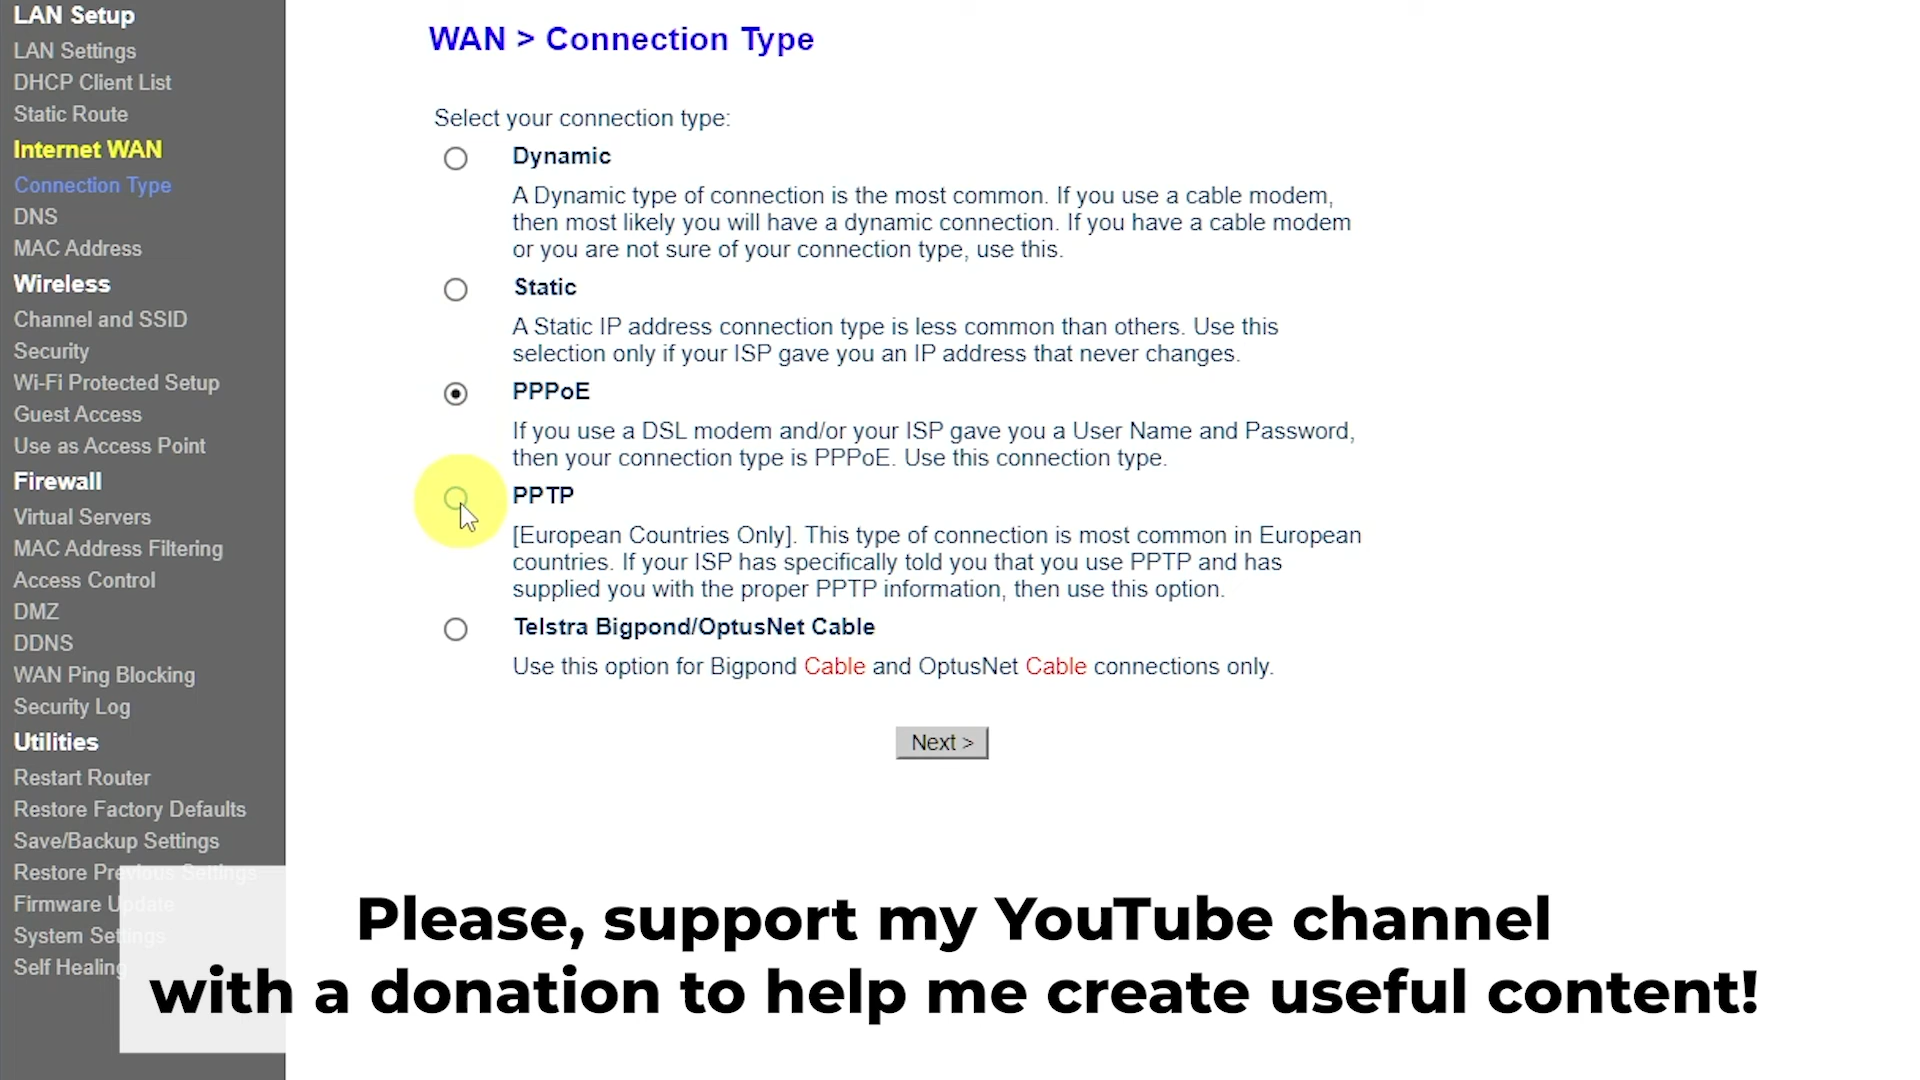 LAN Setup
LAN Settings
DHCP Client List
Static Route
Internet WAN
Connection Type
DNS
MAC Address
Wireless
Channel and SSID
Security
Wi-Fi Protected Setup
Guest Access
Use as Access Point
Firewall
Virtual Servers
MAC Address Filtering
Access Control
DMZ
DDNS
WAN Ping Blocking
Security Log
Utilities
Restart Router
Restore Factory Defaults
Save/Backup Settings
Restore Previous Settings
Firmware Update
System Settings
Self Healing
WAN > Connection Type
Select your connection type:
Dynamic
A Dynamic type of connection is the most common. If you use a cable modem,
then most likely you will have a dynamic connection. If you have a cable modem
or you are not sure of your connection type, use this.
Static
A Static IP address connection type is less common than others. Use this
selection only if your ISP gave you an IP address that never changes.
PPPoE
If you use a DSL modem and/or your ISP gave you a User Name and Password,
then your connection type is PPPoE. Use this connection type.
PPTP
[European Countries Only]. This type of connection is most common in European
countries. If your ISP has specifically told you that you use PPTP and has
supplied you with the proper PPTP information, then use this option.
Telstra Bigpond/OptusNet Cable
Use this option for Bigpond Cable and OptusNet Cable connections only.
Next >
Please, support my YouTube channel
with a donation to help me create useful content!